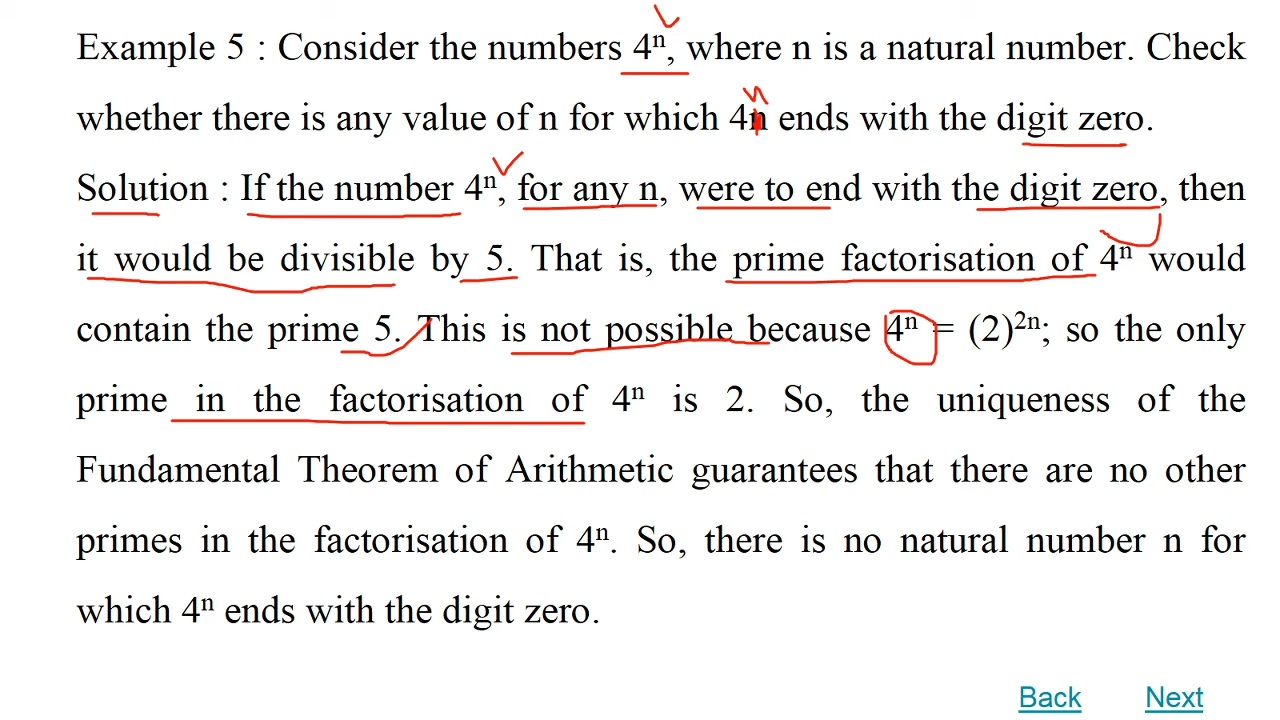 Example 5 : Consider the numbers 4ⁿ, where n is a natural number. Check
whether there is any value of n for which 4n ends with the digit zero.
Solution : If the number 4ⁿ, for any n, were to end with the digit zero, then
it would be divisible by 5. That is, the prime factorisation of 4ⁿ would
contain the prime 5. This is not possible because 4ⁿ = (2)²ⁿ; so the only
prime in the factorisation of 4ⁿ is 2. So, the uniqueness of the
Fundamental Theorem of Arithmetic guarantees that there are no other
primes in the factorisation of 4ⁿ. So, there is no natural number n for
which 4ⁿ ends with the digit zero.
Back Next